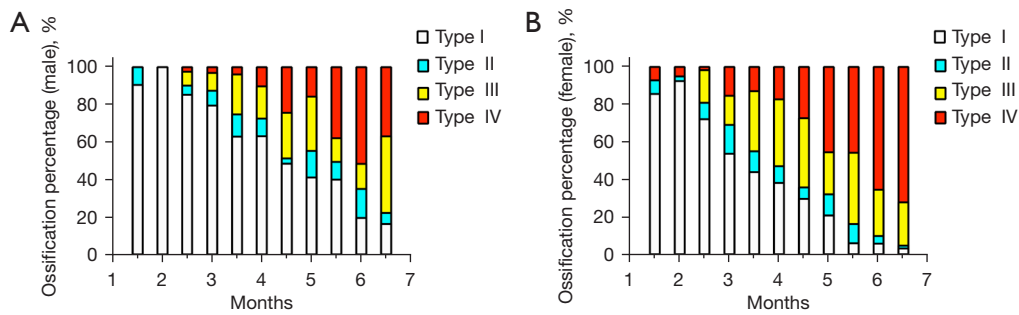 A
Ossification percentage (male), %
100
80
60
40
20
0
1 2 3 4 5 6 7
Months
Type I
Type II
Type III
Type IV
B
Ossification percentage (female), %
100
80
60
40
20
0
1 2 3 4 5 6 7
Months
Type I
Type II
Type III
Type IV